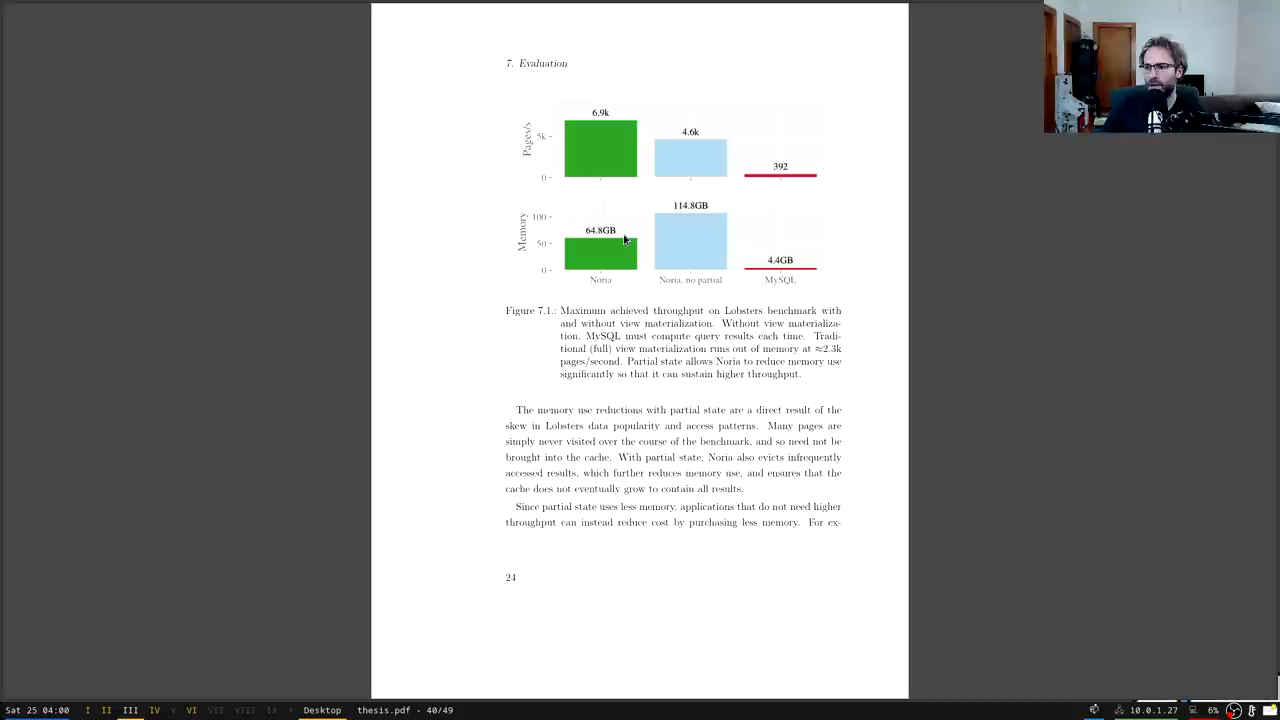 7. Evaluation
6.9k
4.6k
392
Pages/s
5k
0
114.8GB
64.8GB
4.4GB
Memory
100
50
0
Noria
Noria, no partial
MySQL
Figure 7.1.: Maximum achieved throughput on Lobsters benchmark with
and without view materialization. Without view materializa-
tion, MySQL must compute query results each time. Tradi-
tional (full) view materialization runs out of memory at ≈2.3k
pages/second. Partial state allows Noria to reduce memory use
significantly so that it can sustain higher throughput.
The memory use reductions with partial state are a direct result of the
skew in Lobsters data popularity and access patterns. Many pages are
simply never visited over the course of the benchmark, and so need not be
brought into the cache. With partial state, Noria also evicts infrequently
accessed results, which further reduces memory use, and ensures that the
cache does not eventually grow to contain all results.
Since partial state uses less memory, applications that do not need higher
throughput can instead reduce cost by purchasing less memory. For ex-
24
Sat 25 04:00 I II III IV V VI VII VIII IX X Desktop thesis.pdf - 40/49 10.0.1.27 6%